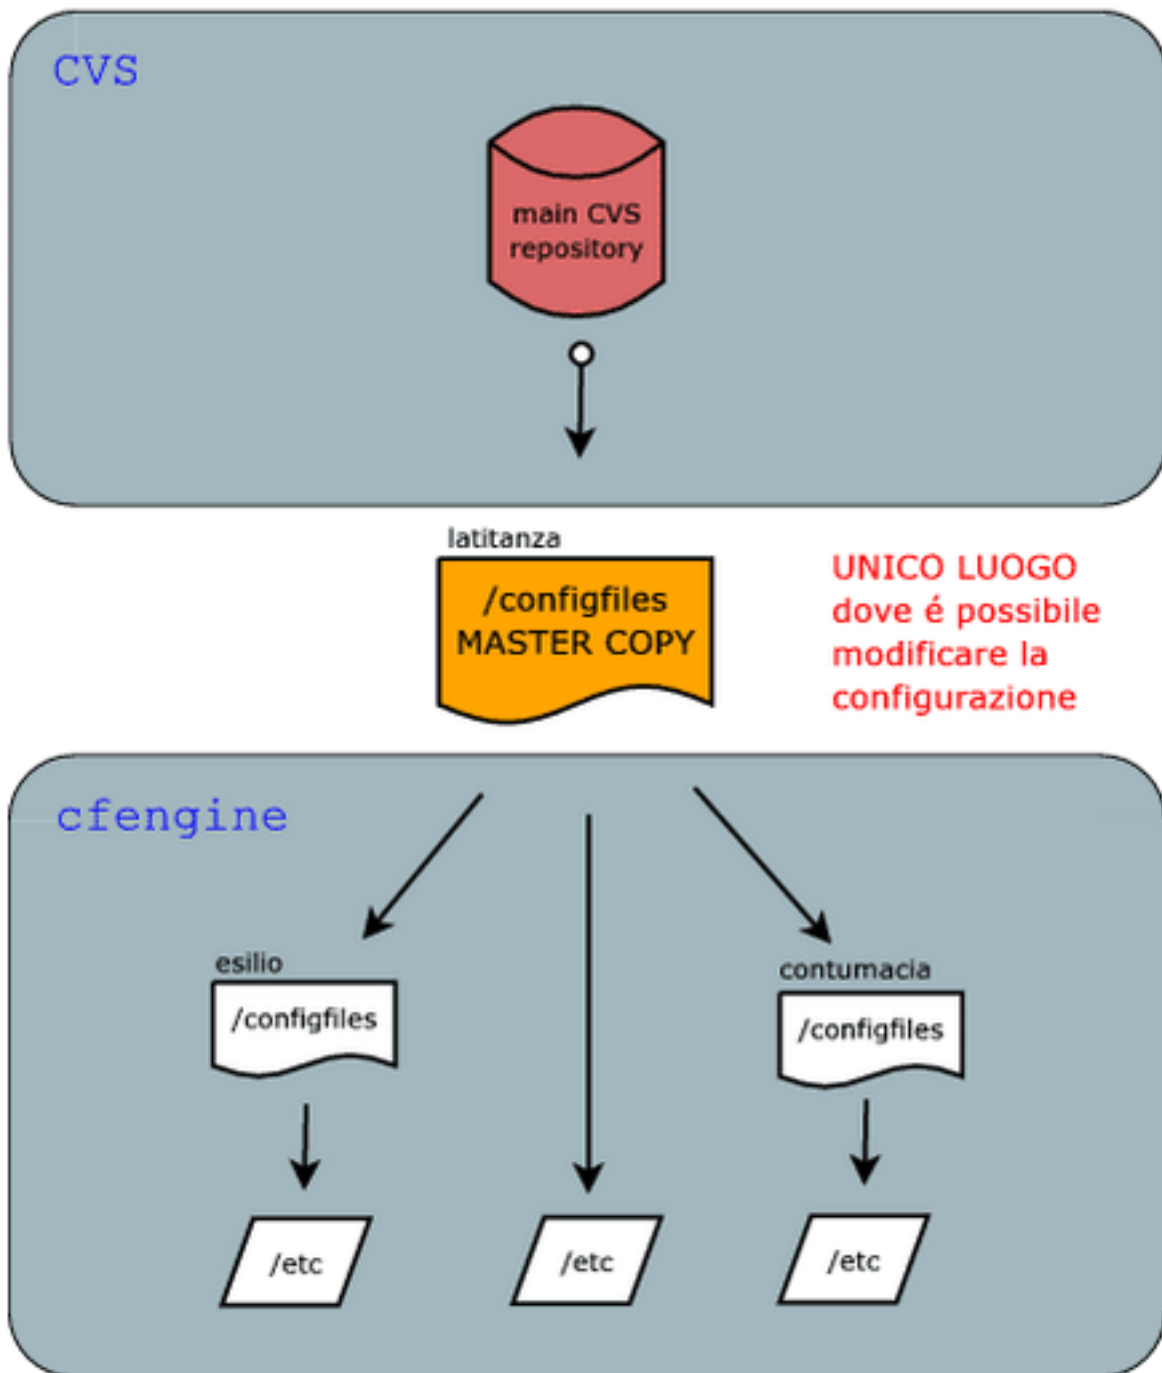 CVS
main CVS
repository
latitanza
/configfiles
MASTER COPY
UNICO LUOGO
dove é possibile
modificare la
configurazione
cfengine
esilio
/configfiles
contumacia
/configfiles
/etc
/etc
/etc